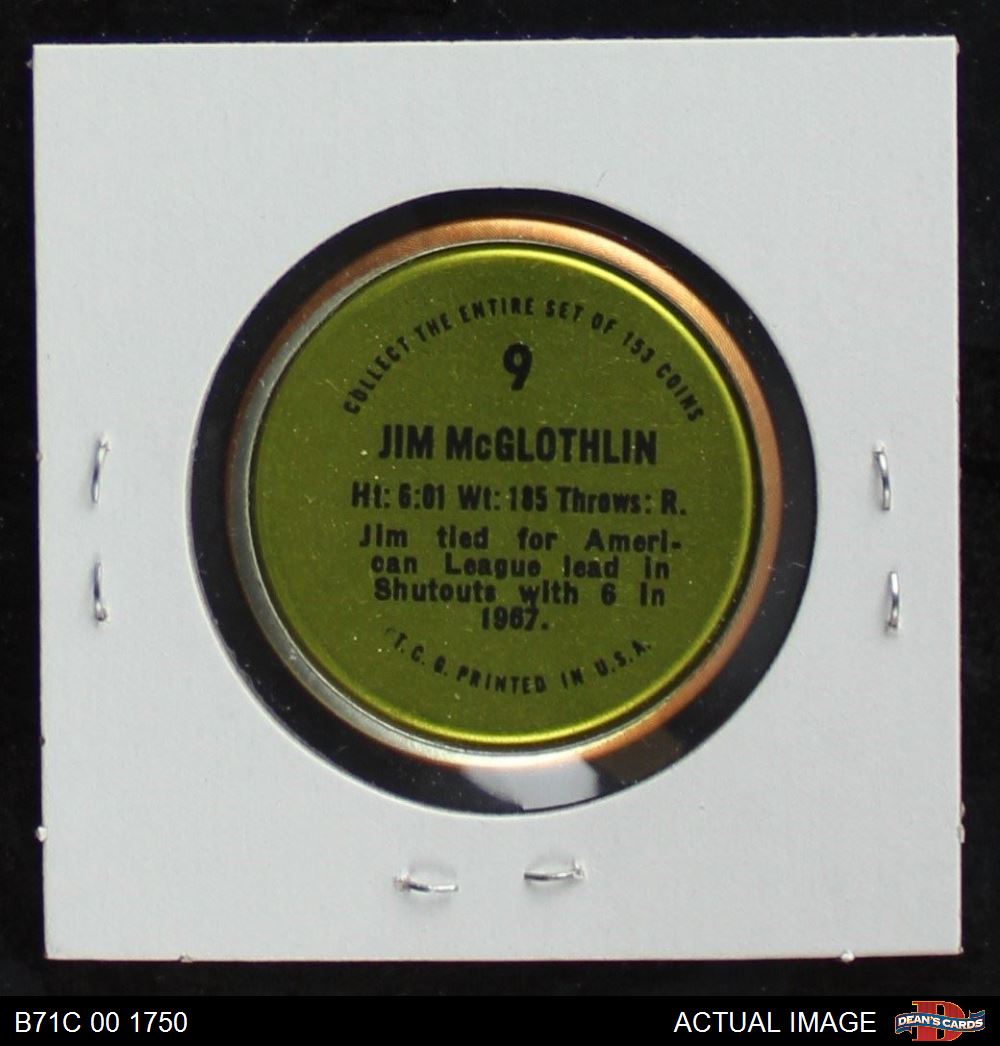 COLLECT THE ENTIRE SET OF 153 COINS
9
JIM McGLOTHLIN
Ht: 6:01 Wt: 185 Throws: R.
Jim tied for Ameri-
can League lead in
Shutouts with 6 in
1967.
*T. C. G. PRINTED IN U.S.A.
B71C 00 1750
ACTUAL IMAGE
DEAN'S CARDS